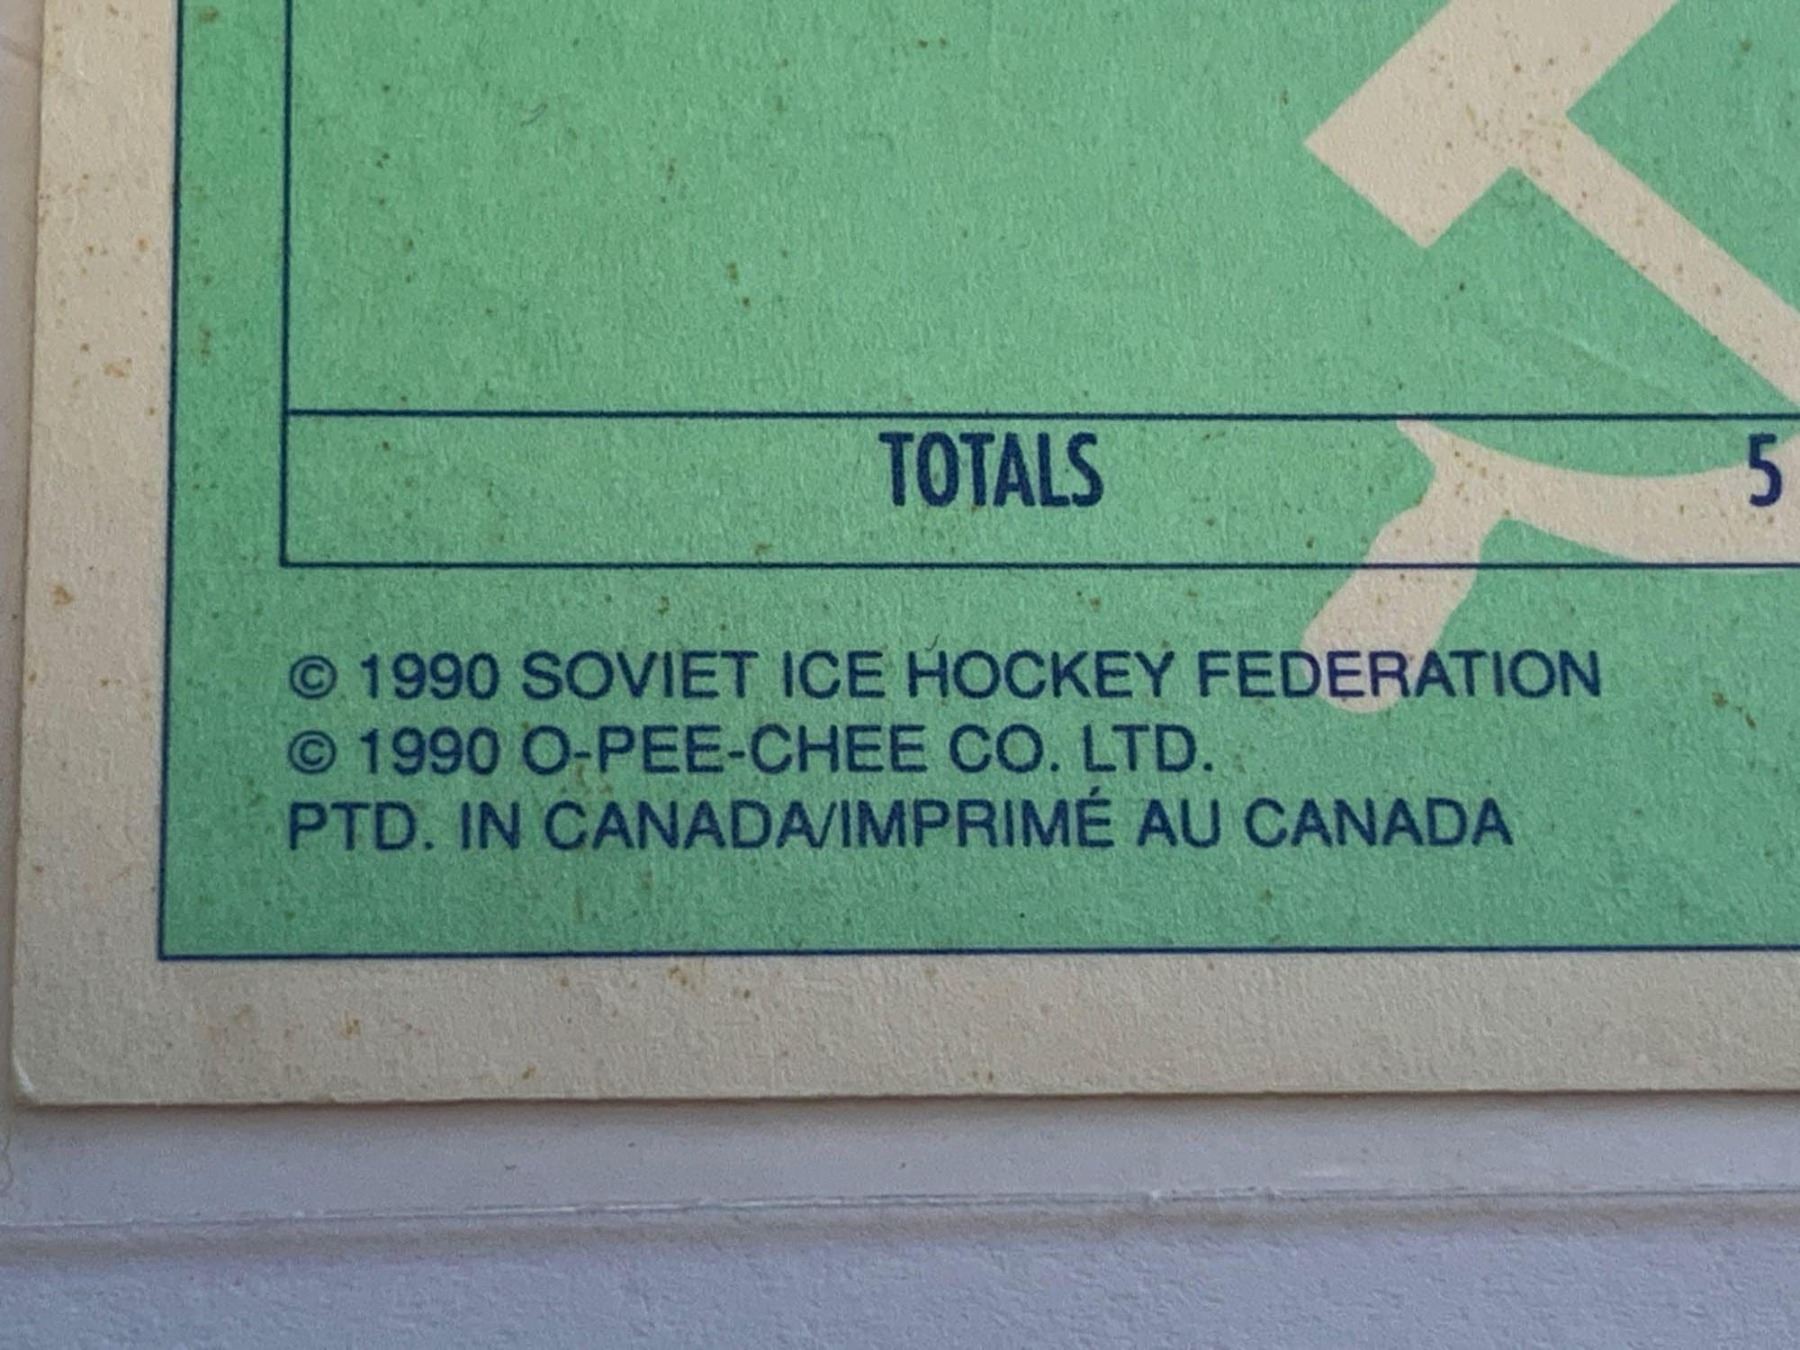 TOTALS 5
© 1990 SOVIET ICE HOCKEY FEDERATION
© 1990 O-PEE-CHEE CO. LTD.
PTD. IN CANADA/IMPRIMÉ AU CANADA